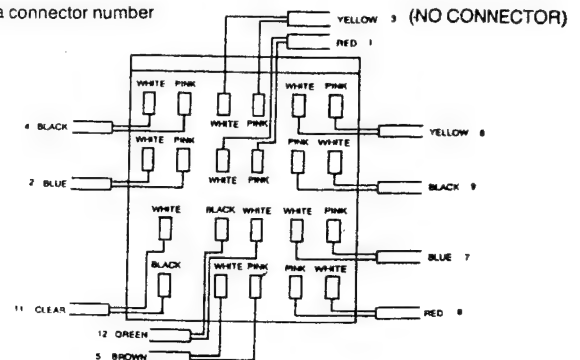 a connector number
YELLOW 3 (NO CONNECTOR)
RED 1
WHITE PINK WHITE PINK
WHITE PINK
4 BLACK
YELLOW 6
WHITE PINK PINK WHITE
WHITE PINK
2 BLUE
BLACK 9
WHITE BLACK WHITE WHITE PINK
BLUE 7
BLACK WHITE PINK PINK WHITE
11 CLEAR
RED 8
12 GREEN
5 BROWN